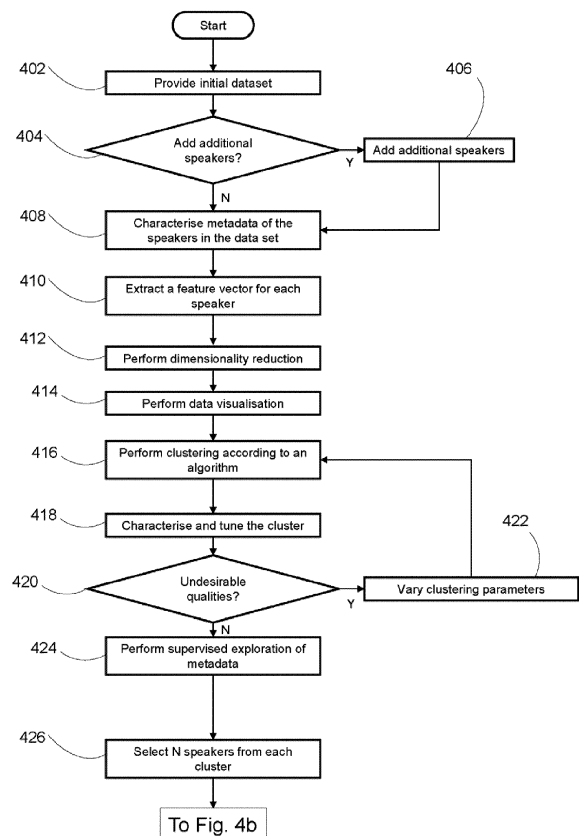 Start
402
Provide initial dataset
406
404
Add additional
speakers?
Y
Add additional speakers
N
408
Characterise metadata of the
speakers in the data set
410
Extract a feature vector for each
speaker
412
Perform dimensionality reduction
414
Perform data visualisation
416
Perform clustering according to an
algorithm
418
Characterise and tune the cluster
422
420
Undesirable
qualities?
Y
Vary clustering parameters
N
424
Perform supervised exploration of
metadata
426
Select N speakers from each
cluster
To Fig. 4b